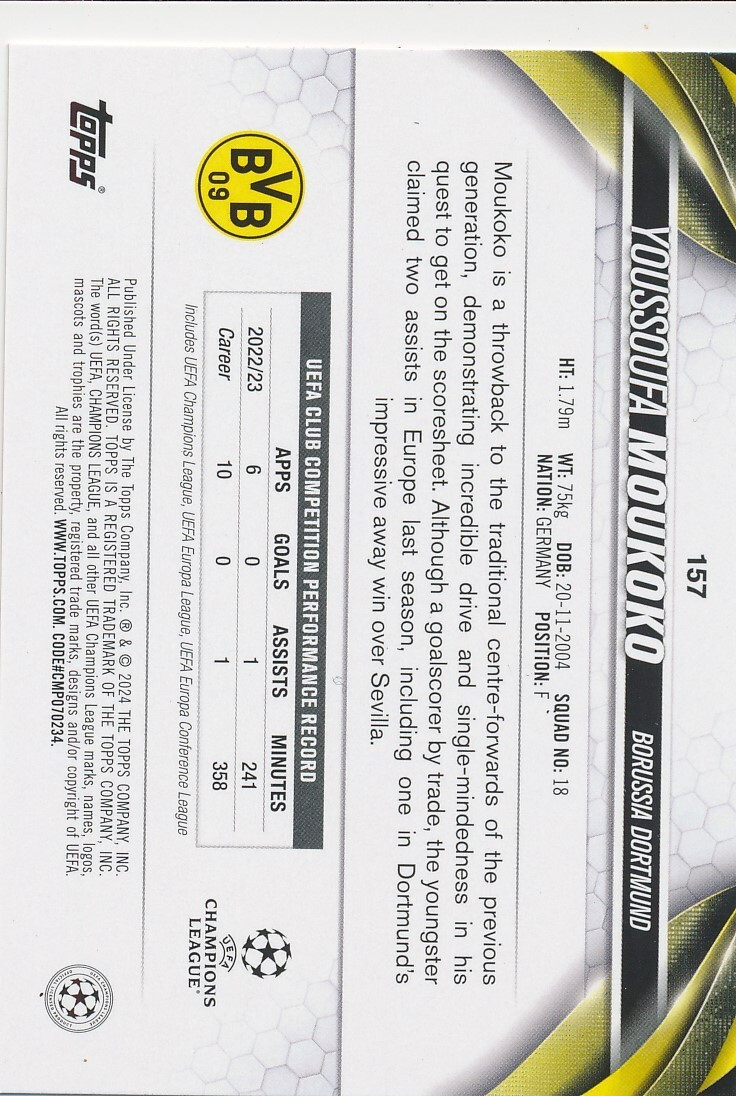 157
YOUSSOUFA MOUKOKO BORUSSIA DORTMUND
HT: 1.79m WT: 75kg DOB: 20-11-2004 SQUAD NO: 18
NATION: GERMANY POSITION: F
Moukoko is a throwback to the traditional centre-forwards of the previous
generation, demonstrating incredible drive and single-mindedness in his
quest to get on the scoresheet. Although a goalscorer by trade, the youngster
claimed two assists in Europe last season, including one in Dortmund's
impressive away win over Sevilla.
BVB
09
UEFA CLUB COMPETITION PERFORMANCE RECORD
APPS GOALS ASSISTS MINUTES
2022/23 6 0 1 241
Career 10 0 1 358
Includes UEFA Champions League, UEFA Europa League, UEFA Europa Conference League
UEFA
CHAMPIONS
LEAGUE®
topps®
Published Under License by The Topps Company, Inc. ® & © 2024 THE TOPPS COMPANY, INC.
ALL RIGHTS RESERVED. TOPPS IS A REGISTERED TRADEMARK OF THE TOPPS COMPANY, INC.
The word(s) UEFA, CHAMPIONS LEAGUE, and all other UEFA Champions League marks, names, logos,
mascots and trophies are the property, registered trade marks, designs and/or copyright of UEFA.
All rights reserved. WWW.TOPPS.COM. CODE#CMP070234.